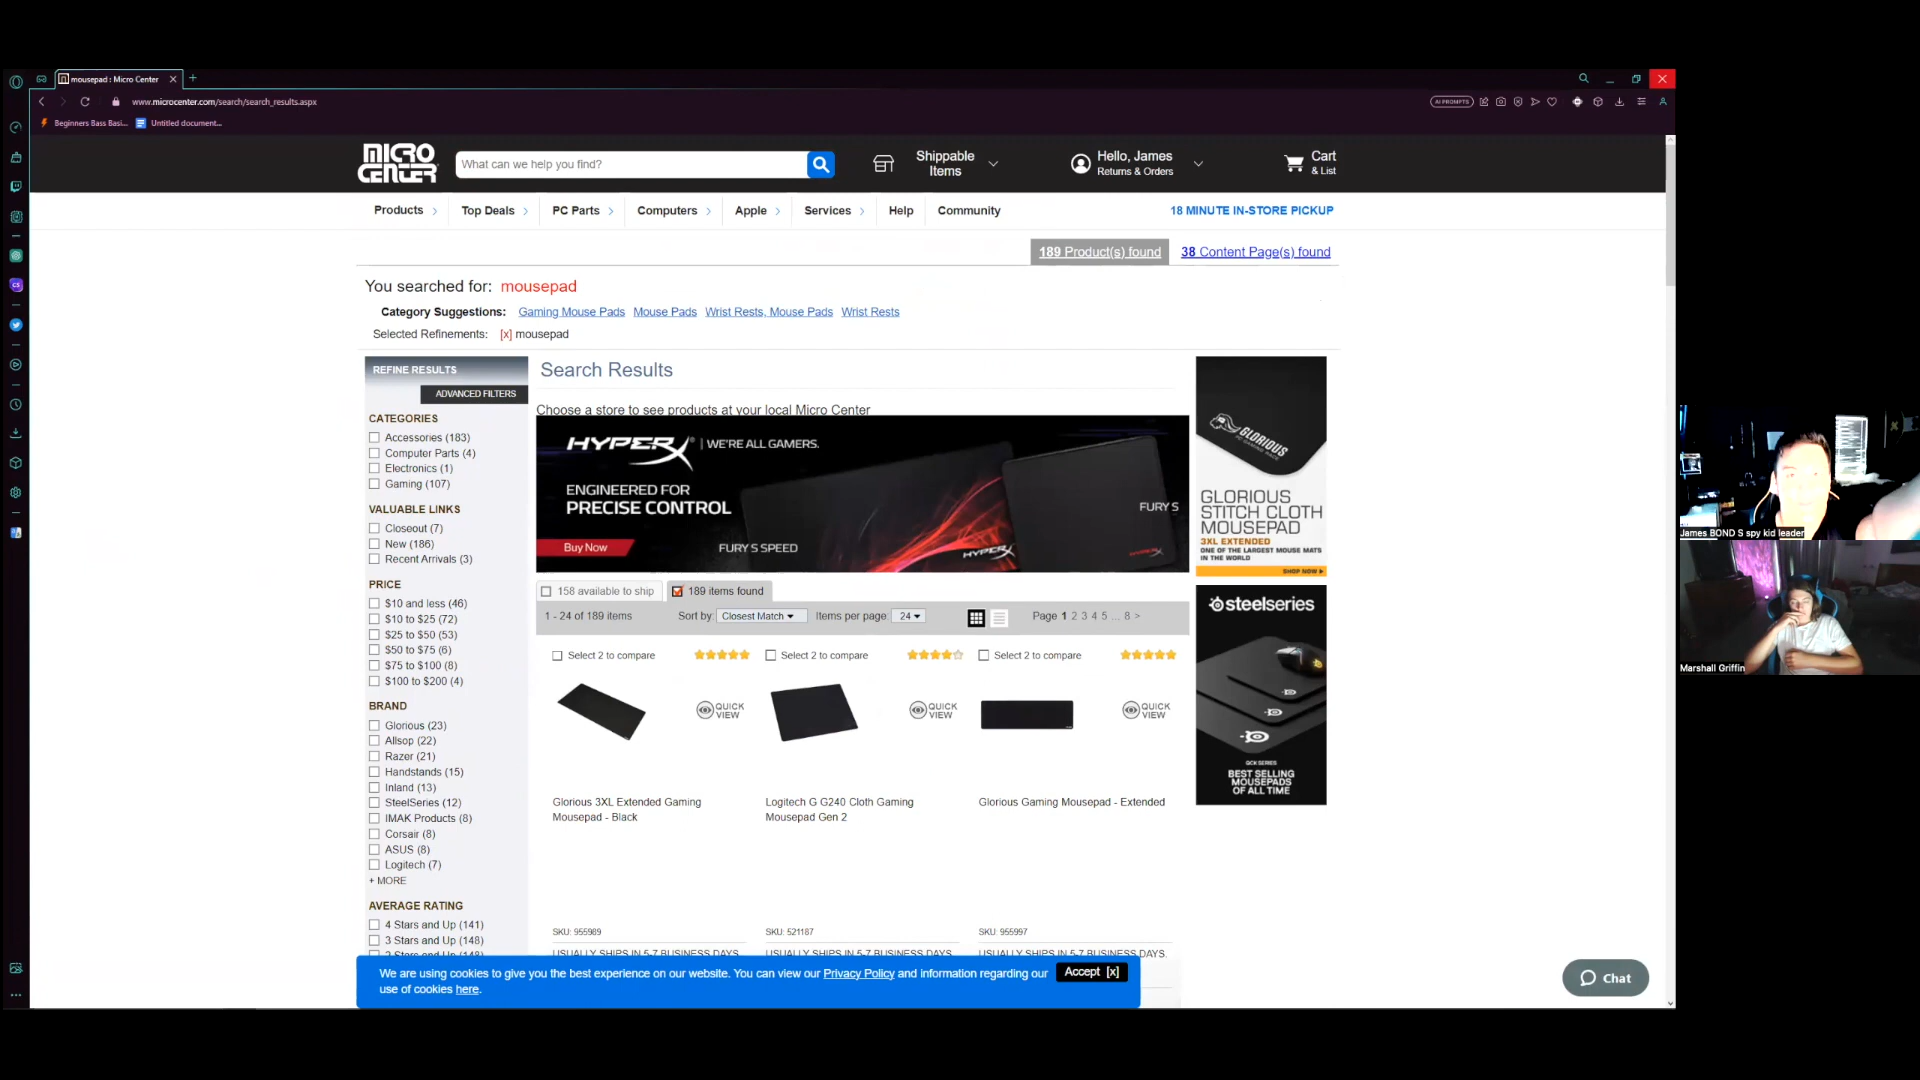 mousepad : Micro Center
www.microcenter.com/search/search_results.aspx
AI PROMPTS
Beginners Bass Basi... Untitled document...
MICRO CENTER
What can we help you find?
Shippable Items
Hello, James
Returns & Orders
Cart & List
Products Top Deals PC Parts Computers Apple Services Help Community 18 MINUTE IN-STORE PICKUP
189 Product(s) found 38 Content Page(s) found
You searched for: mousepad
Category Suggestions: Gaming Mouse Pads Mouse Pads Wrist Rests, Mouse Pads Wrist Rests
Selected Refinements: [x] mousepad
REFINE RESULTS
ADVANCED FILTERS
CATEGORIES
Accessories (183)
Computer Parts (4)
Electronics (1)
Gaming (107)
VALUABLE LINKS
Closeout (7)
New (186)
Recent Arrivals (3)
PRICE
$10 and less (46)
$10 to $25 (72)
$25 to $50 (53)
$50 to $75 (6)
$75 to $100 (8)
$100 to $200 (4)
BRAND
Glorious (23)
Allsop (22)
Razer (21)
Handstands (15)
Inland (13)
SteelSeries (12)
IMAK Products (8)
Corsair (8)
ASUS (8)
Logitech (7)
+ MORE
AVERAGE RATING
4 Stars and Up (141)
3 Stars and Up (148)
Search Results
Choose a store to see products at your local Micro Center
HYPERX | WE'RE ALL GAMERS.
ENGINEERED FOR
PRECISE CONTROL
FURY S
Buy Now
FURY S SPEED
HYPERX
158 available to ship 189 items found
1 - 24 of 189 items Sort by: Closest Match Items per page: 24 Page 1 2 3 4 5 ... 8 >
Select 2 to compare Select 2 to compare Select 2 to compare
QUICK VIEW QUICK VIEW QUICK VIEW
Glorious 3XL Extended Gaming Mousepad - Black
Logitech G G240 Cloth Gaming Mousepad Gen 2
Glorious Gaming Mousepad - Extended
SKU: 955989 SKU: 521187 SKU: 955997
USUALLY SHIPS IN 5-7 BUSINESS DAYS. USUALLY SHIPS IN 5-7 BUSINESS DAYS. USUALLY SHIPS IN 5-7 BUSINESS DAYS.
GLORIOUS
GLORIOUS
STITCH CLOTH
MOUSEPAD
3XL EXTENDED
ONE OF THE LARGEST MOUSE MATS
IN THE WORLD
SHOP NOW
steelseries
QCK SERIES
BEST SELLING
MOUSEPADS
OF ALL TIME
We are using cookies to give you the best experience on our website. You can view our Privacy Policy and information regarding our
use of cookies here.
Accept [x]
Chat
James BOND S spy kid leader
Marshall Griffin